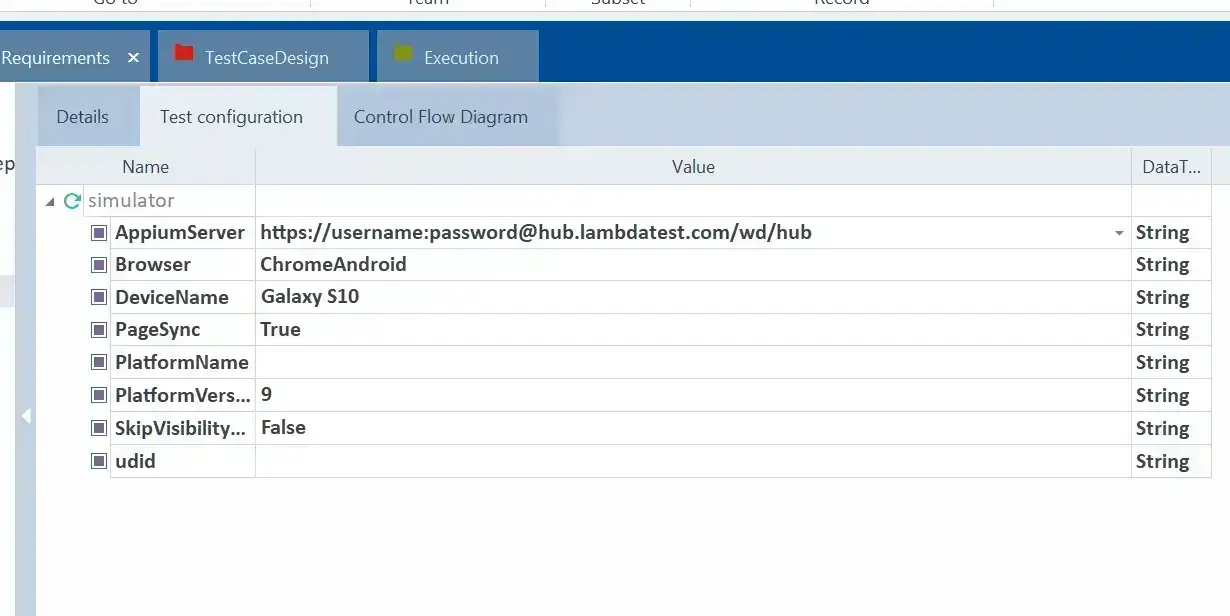 Go to Team Subset Record
Requirements × TestCaseDesign Execution
Details Test configuration Control Flow Diagram
ep
Name Value DataT...
simulator
AppiumServer https://username:password@hub.lambdatest.com/wd/hub String
Browser ChromeAndroid String
DeviceName Galaxy S10 String
PageSync True String
PlatformName String
PlatformVers... 9 String
SkipVisibility... False String
udid String